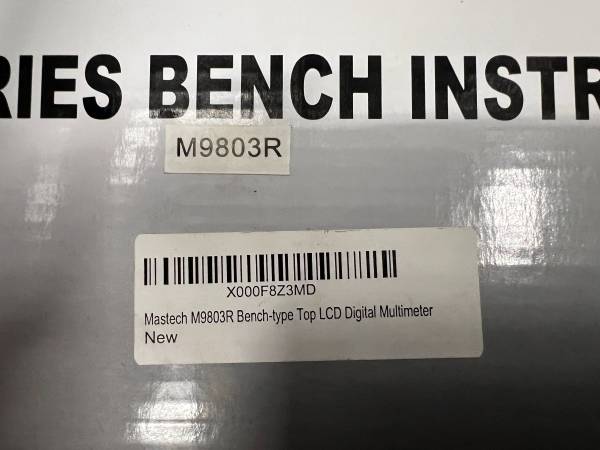 RIES BENCH INSTR
M9803R
X000F8Z3MD
Mastech M9803R Bench-type Top LCD Digital Multimeter
New